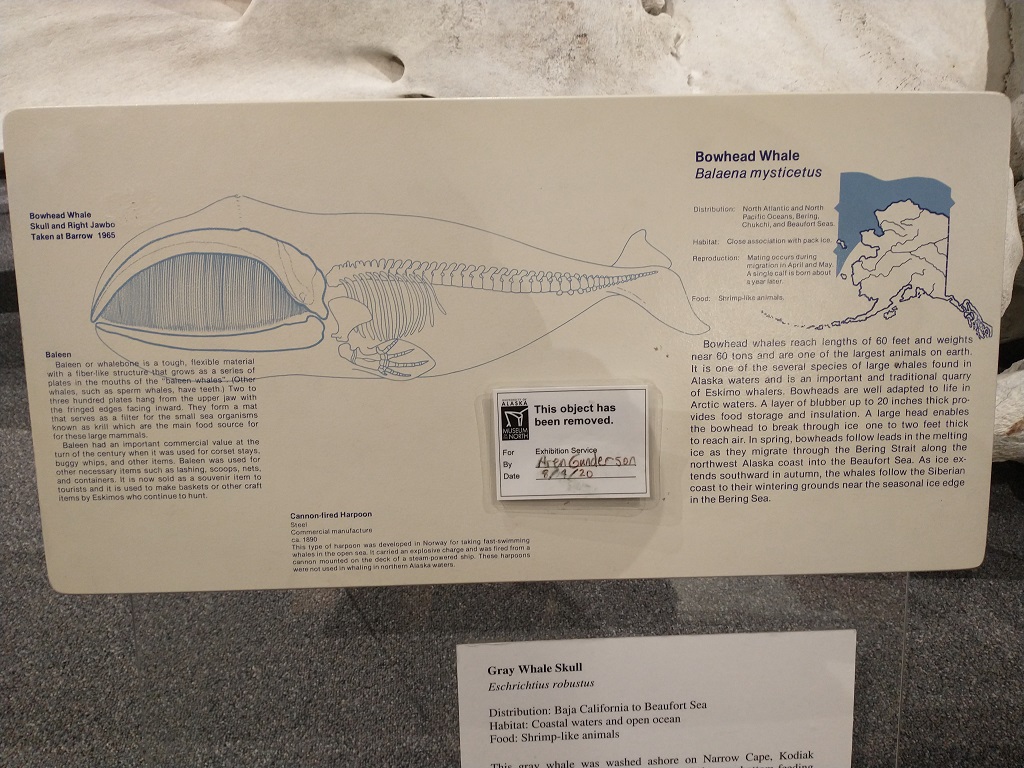 Bowhead Whale
Skull and Right Jawbo
Taken at Barrow 1965
Baleen
Baleen or whalebone is a tough, flexible material
with a fiber-like structure that grows as a series of
plates in the mouths of the "baleen whales". (Other
whales, such as sperm whales, have teeth.) Two to
three hundred plates hang from the upper jaw with
the fringed edges facing inward. They form a mat
that serves as a filter for the small sea organisms
known as krill which are the main food source for
for these large mammals.
Baleen had an important commercial value at the
turn of the century when it was used for corset stays,
buggy whips, and other items. Baleen was used for
other necessary items such as lashing, scoops, nets,
and containers. It is now sold as a souvenir item to
tourists and it is used to make baskets or other craft
items by Eskimos who continue to hunt.
Cannon-fired Harpoon
Steel
Commercial manufacture
ca. 1890
This type of harpoon was developed in Norway for taking fast-swimming
whales in the open sea. It carried an explosive charge and was fired from a
cannon mounted on the deck of a steam-powered ship. These harpoons
were not used in whaling in northern Alaska waters.
ALASKA
MUSEUM
OF THE
NORTH
This object has
been removed.
For Exhibition Service
By Aren Gunderson
Date 9/9/20
Bowhead Whale
Balaena mysticetus
Distribution: North Atlantic and North
Pacific Oceans, Bering,
Chukchi, and Beaufort Seas.
Habitat: Close association with pack ice.
Reproduction: Mating occurs during
migration in April and May.
A single calf is born about
a year later.
Food: Shrimp-like animals.
Bowhead whales reach lengths of 60 feet and weights
near 60 tons and are one of the largest animals on earth.
It is one of the several species of large whales found in
Alaska waters and is an important and traditional quarry
of Eskimo whalers. Bowheads are well adapted to life in
Arctic waters. A layer of blubber up to 20 inches thick pro-
vides food storage and insulation. A large head enables
the bowhead to break through ice one to two feet thick
to reach air. In spring, bowheads follow leads in the melting
ice as they migrate through the Bering Strait along the
northwest Alaska coast into the Beaufort Sea. As ice ex-
tends southward in autumn, the whales follow the Siberian
coast to their wintering grounds near the seasonal ice edge
in the Bering Sea.
Gray Whale Skull
Eschrichtius robustus
Distribution: Baja California to Beaufort Sea
Habitat: Coastal waters and open ocean
Food: Shrimp-like animals
This gray whale was washed ashore on Narrow Cape, Kodiak